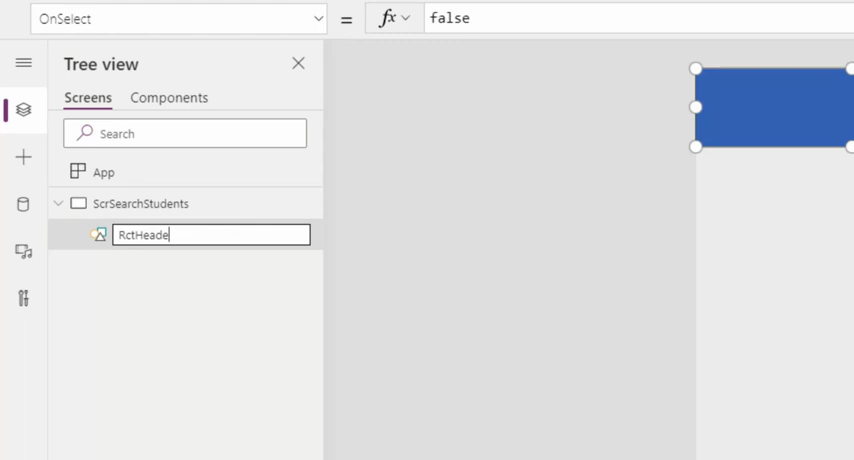 OnSelect = fx false
Tree view
Screens Components
Search
App
ScrSearchStudents
RctHeade